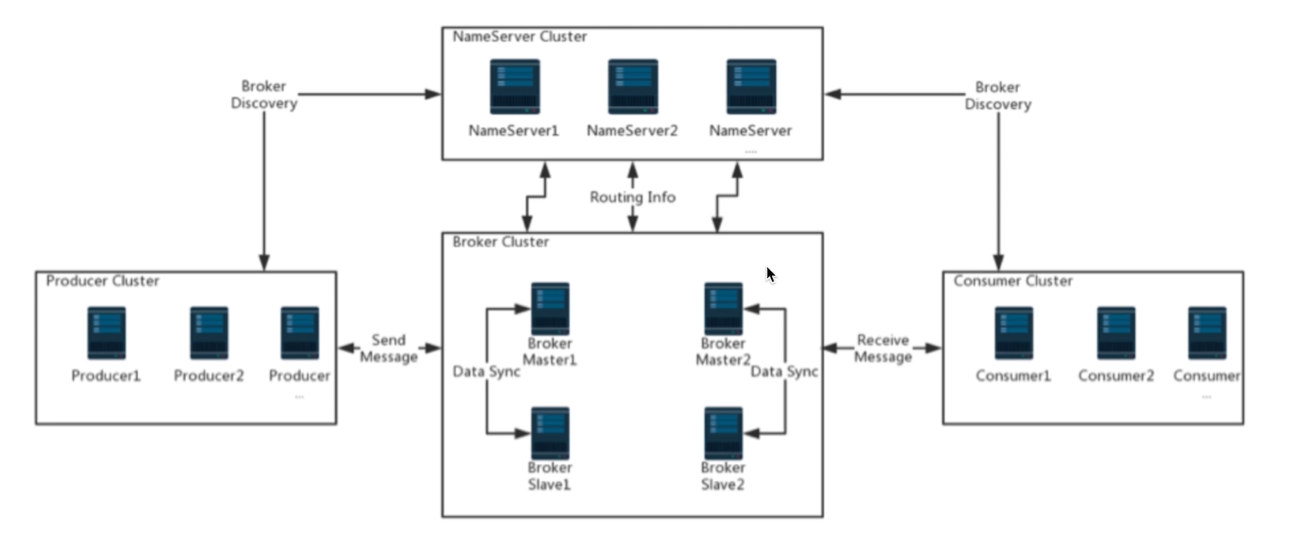 NameServer Cluster
NameServer1
NameServer2
NameServer
....
Broker
Discovery
Broker
Discovery
Routing Info
Broker Cluster
Producer Cluster
Producer1
Producer2
Producer
...
Send
Message
Broker
Master1
Broker
Master2
Data Sync
Data Sync
Broker
Slave1
Broker
Slave2
Receive
Message
Consumer Cluster
Consumer1
Consumer2
Consumer
...